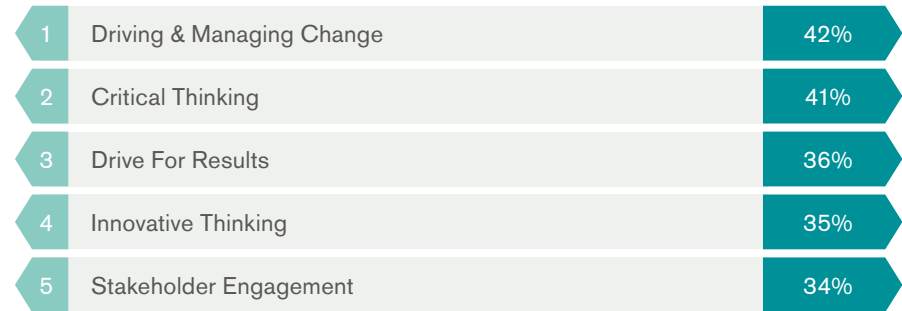 1 Driving & Managing Change 42%
2 Critical Thinking 41%
3 Drive For Results 36%
4 Innovative Thinking 35%
5 Stakeholder Engagement 34%